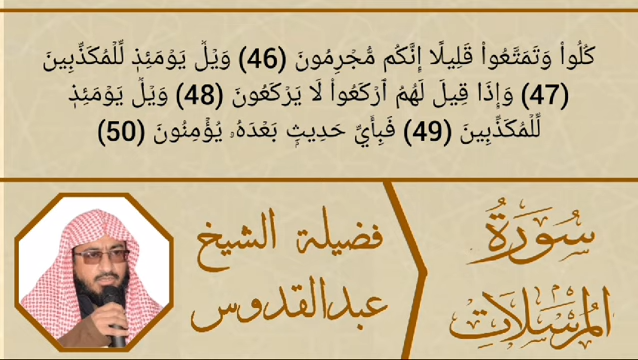 كُلُوا۟ وَتَمَتَّعُوا۟ قَلِيلًا إِنَّكُم مُّجْرِمُونَ (46) وَيْلٌ يَوْمَئِذٍ لِّلْمُكَذِّبِينَ
(47) وَإِذَا قِيلَ لَهُمُ ٱرْكَعُوا۟ لَا يَرْكَعُونَ (48) وَيْلٌ يَوْمَئِذٍ
لِّلْمُكَذِّبِينَ (49) فَبِأَىِّ حَدِيثٍۭ بَعْدَهُۥ يُؤْمِنُونَ (50)
سُورَةُ
المُرسَلَات
فضيلة الشيخ
عبدالقدوس